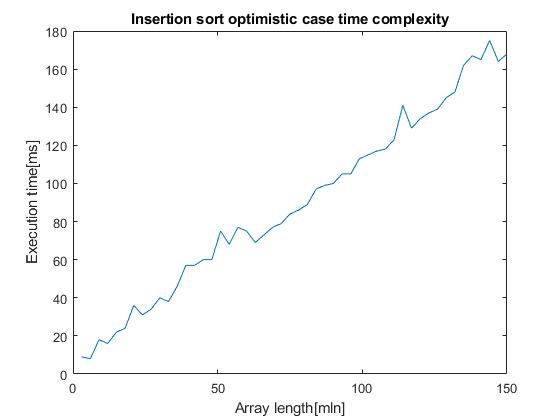 Insertion sort optimistic case time complexity
180
160
140
120
100
80
60
40
20
0
Execution time[ms]
0 50 100 150
Array length[mln]